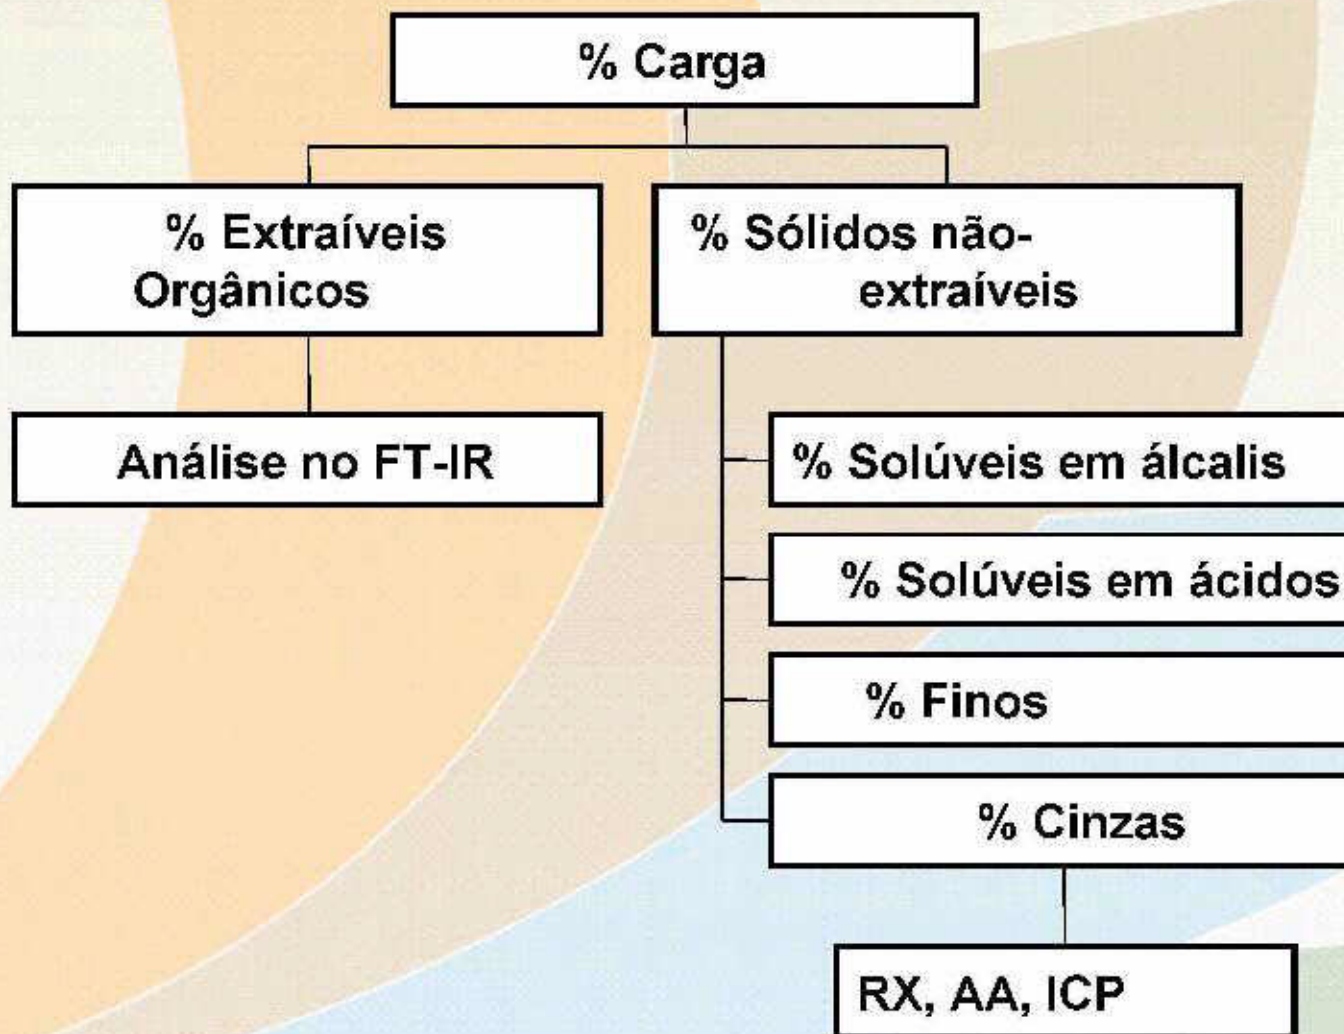 % Carga
% Extraíveis
Orgânicos
% Sólidos não-
extraíveis
Análise no FT-IR
% Solúveis em álcalis
% Solúveis em ácidos
% Finos
% Cinzas
RX, AA, ICP